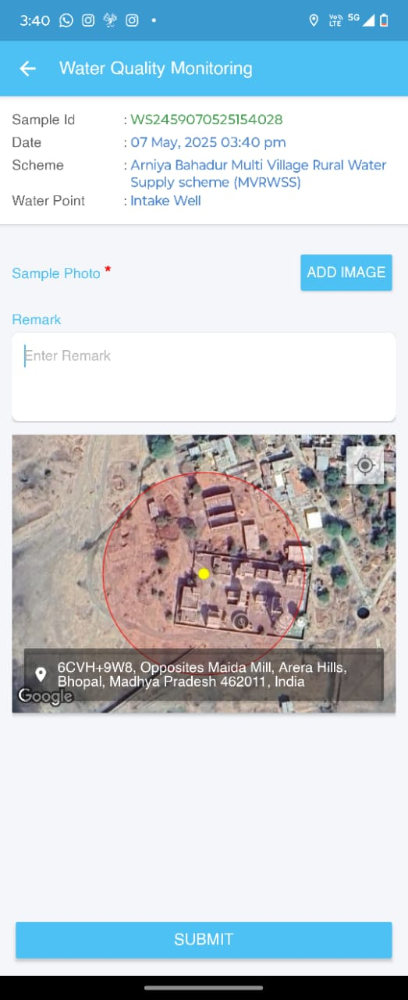 3:40 VoLTE 5G
Water Quality Monitoring
Sample Id : WS2459070525154028
Date : 07 May, 2025 03:40 pm
Scheme : Arniya Bahadur Multi Village Rural Water
Supply scheme (MVRWSS)
Water Point : Intake Well
Sample Photo *
ADD IMAGE
Remark
Enter Remark
6CVH+9W8, Opposites Maida Mill, Arera Hills,
Bhopal, Madhya Pradesh 462011, India
Google
SUBMIT